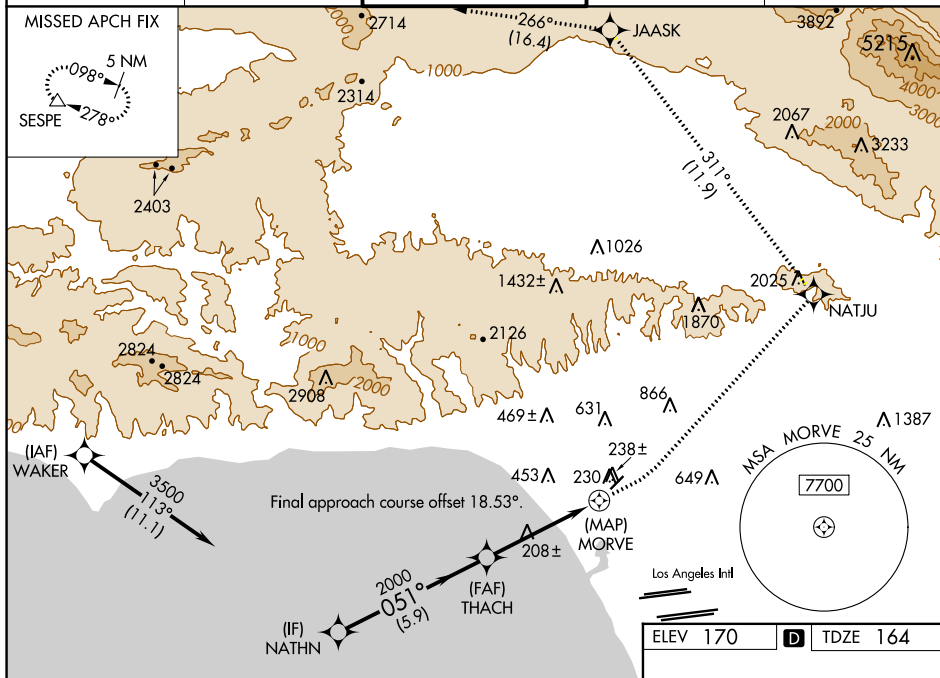 MISSED APCH FIX
5 NM
098°
SESPE
278°
2714
266°
(16.4)
JAASK
3892
5215
1000
4000
3000
2314
2067
2000
3233
311°
(11.9)
2403
1026
1432±
2025
NATJU
1870
1000
2126
2824
2824
2908
2000
866
469±
631
1387
238±
MSA MORVE 25 NM
(IAF)
WAKER
453
230
649
7700
3500
113°
(11.1)
Final approach course offset 18.53°.
(MAP)
MORVE
208±
Los Angeles Intl
2000
051°
(5.9)
(FAF)
THACH
(IF)
NATHN
ELEV 170
D
TDZE 164